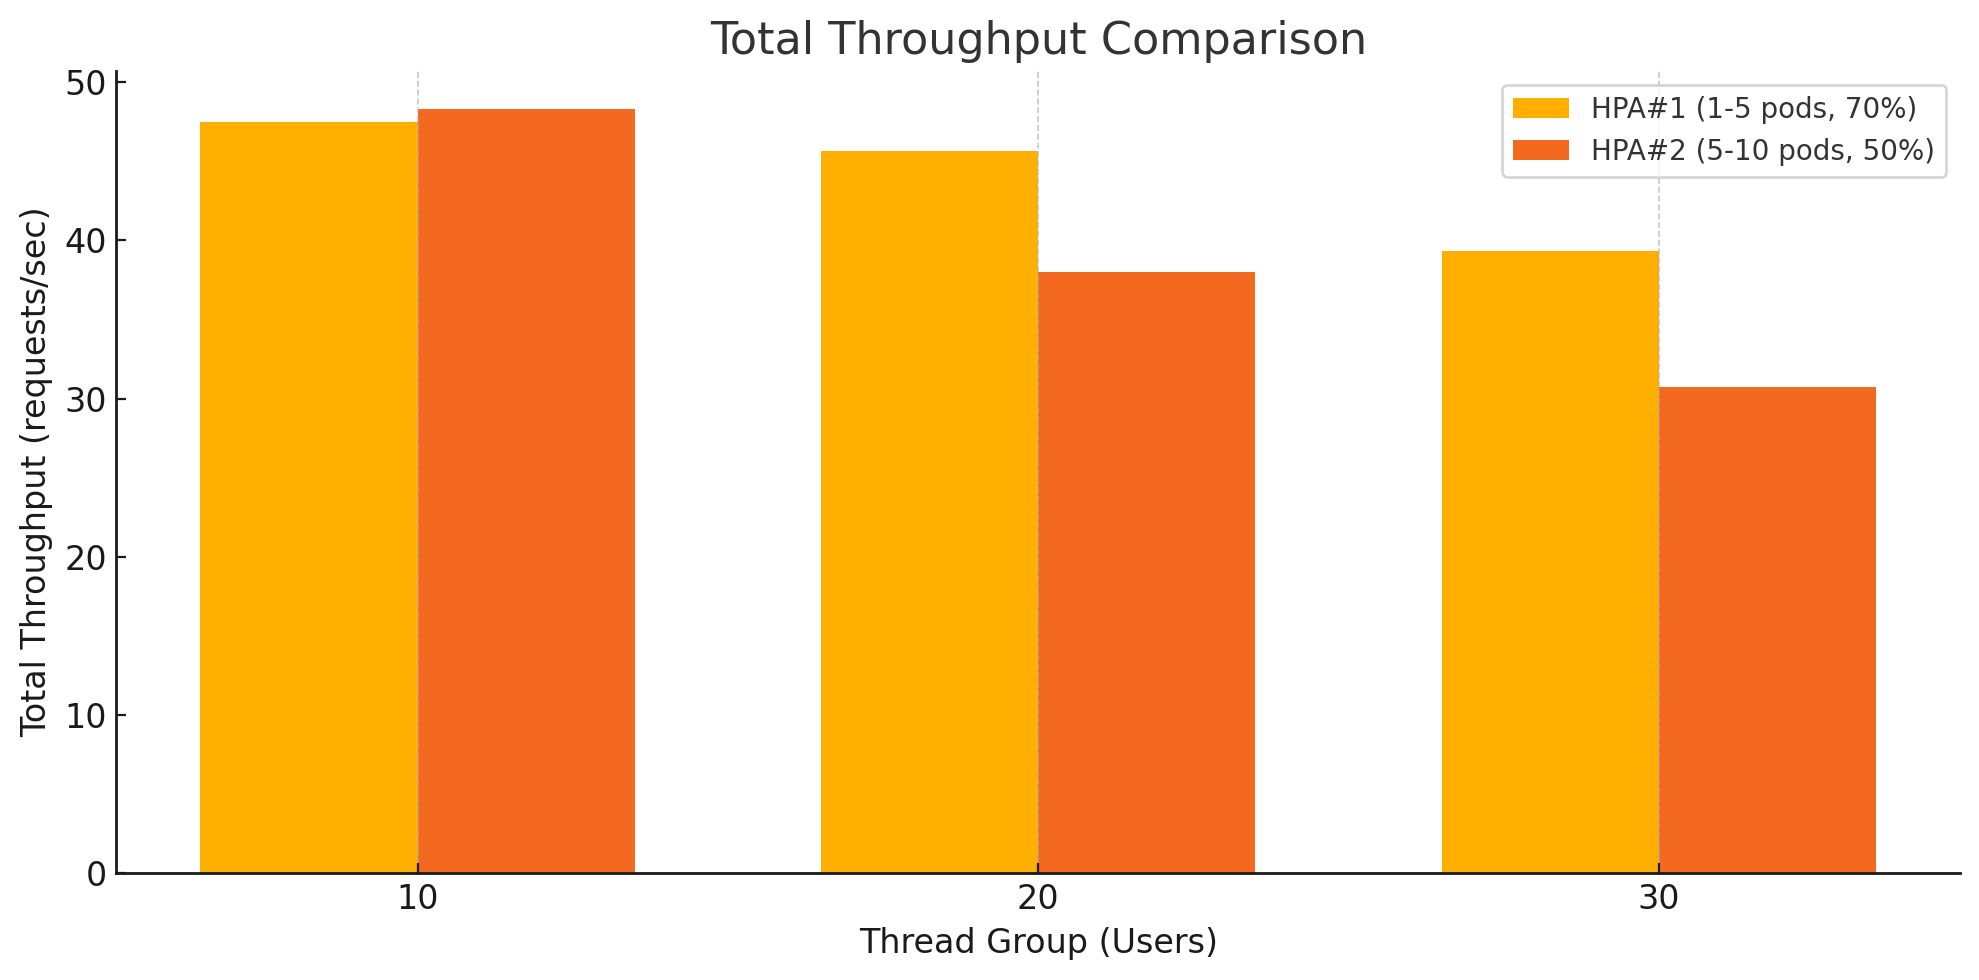 Total Throughput Comparison
HPA#1 (1-5 pods, 70%)
HPA#2 (5-10 pods, 50%)
Total Throughput (requests/sec)
50
40
30
20
10
0
10 20 30
Thread Group (Users)